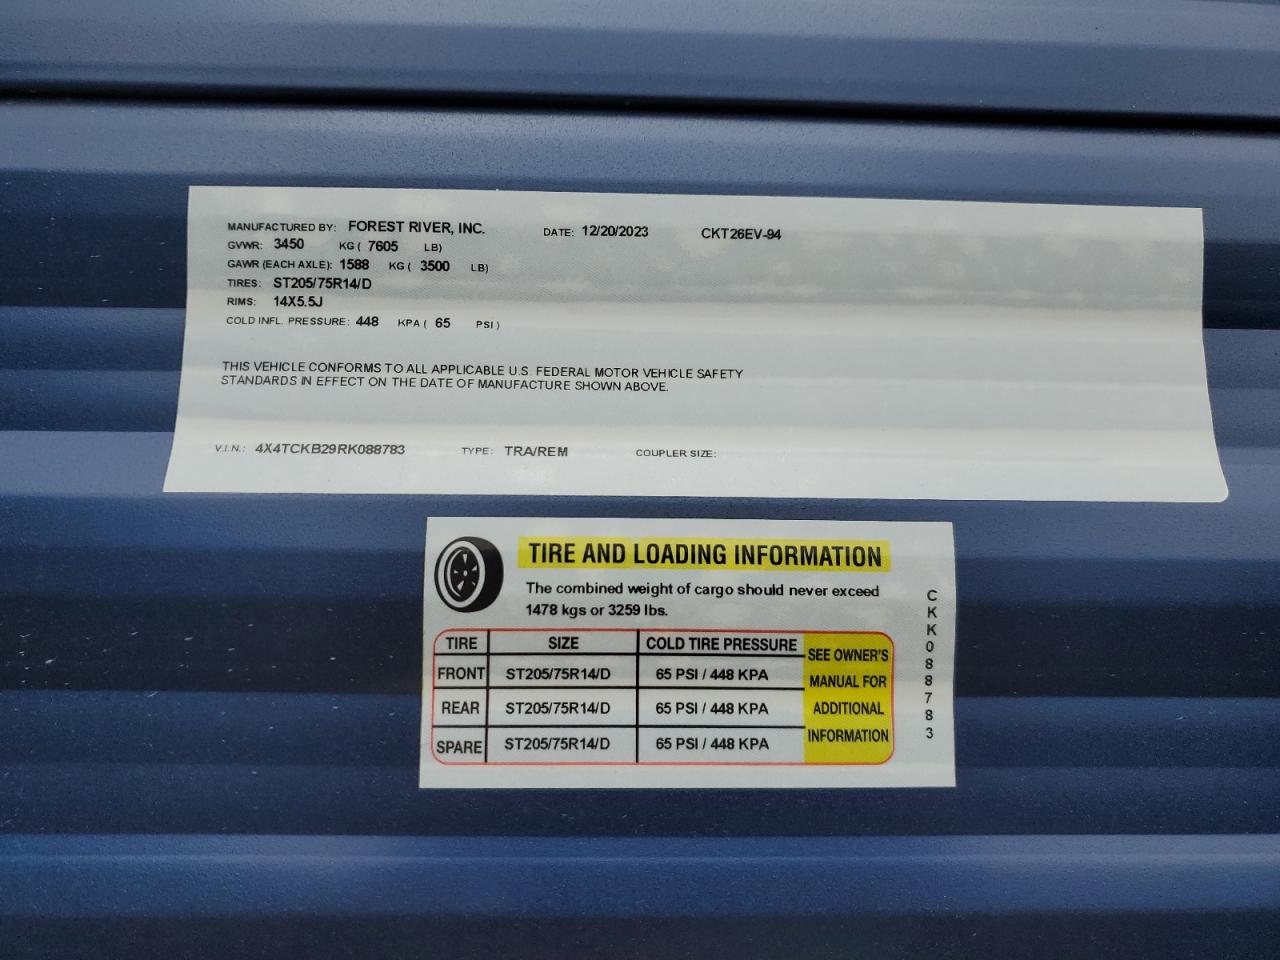 MANUFACTURED BY: FOREST RIVER, INC. DATE: 12/20/2023 CKT26EV-94
GVWR: 3450 KG ( 7605 LB)
GAWR (EACH AXLE): 1588 KG ( 3500 LB)
TIRES: ST205/75R14/D
RIMS: 14X5.5J
COLD INFL. PRESSURE: 448 KPA ( 65 PSI )
THIS VEHICLE CONFORMS TO ALL APPLICABLE U.S. FEDERAL MOTOR VEHICLE SAFETY
STANDARDS IN EFFECT ON THE DATE OF MANUFACTURE SHOWN ABOVE.
V.I.N.: 4X4TCKB29RK088783 TYPE: TRA/REM COUPLER SIZE:
TIRE AND LOADING INFORMATION
The combined weight of cargo should never exceed
1478 kgs or 3259 lbs.
TIRE SIZE COLD TIRE PRESSURE
FRONT ST205/75R14/D 65 PSI / 448 KPA
REAR ST205/75R14/D 65 PSI / 448 KPA
SPARE ST205/75R14/D 65 PSI / 448 KPA
SEE OWNER'S
MANUAL FOR
ADDITIONAL
INFORMATION
CKK088783